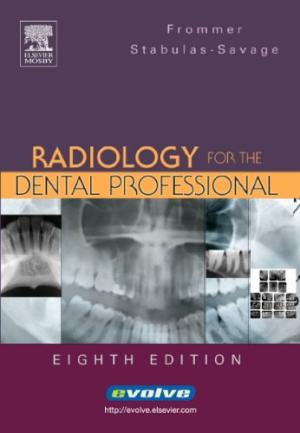 Frommer
Stabulas-Savage
ELSEVIER
MOSBY
RADIOLOGY FOR THE
DENTAL PROFESSIONAL
EIGHTH EDITION
evolve
http://evolve.elsevier.com